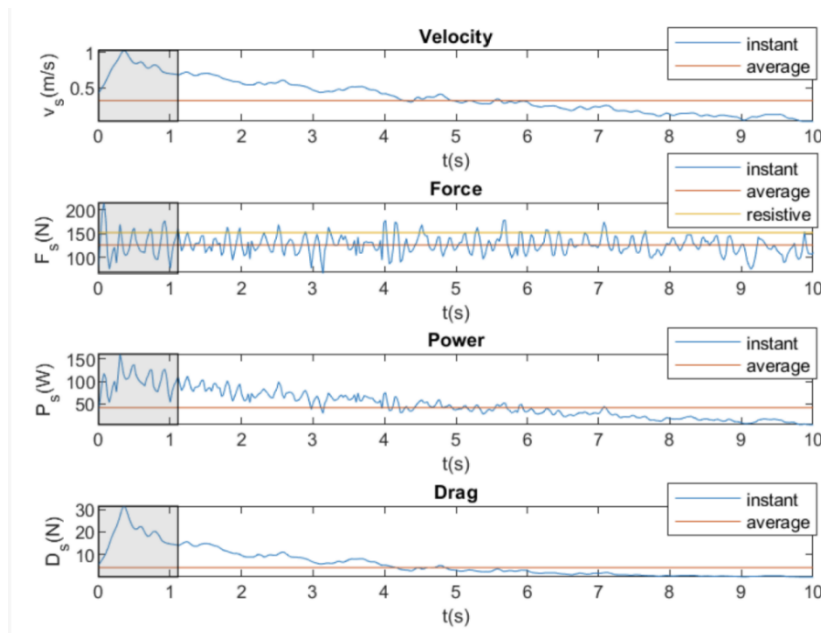 Velocity
v_s(m/s)
1
0.5
0 1 2 3 4 5 6 7 8 9 10
t(s)
instant
average
Force
F_s(N)
200
150
100
0 1 2 3 4 5 6 7 8 9 10
t(s)
instant
average
resistive
Power
P_s(W)
150
100
50
0 1 2 3 4 5 6 7 8 9 10
t(s)
instant
average
Drag
D_s(N)
30
20
10
0 1 2 3 4 5 6 7 8 9 10
t(s)
instant
average